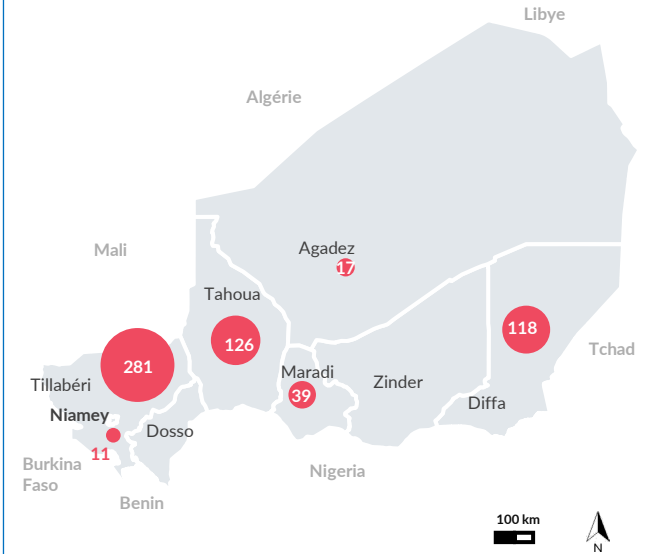 Libye
Algérie
Mali
Agadez
17
Tahoua
126
118
Tchad
281
Maradi
39
Zinder
Tillabéri
Diffa
Niamey
Dosso
11
Burkina
Faso
Nigeria
Benin
100 km
N